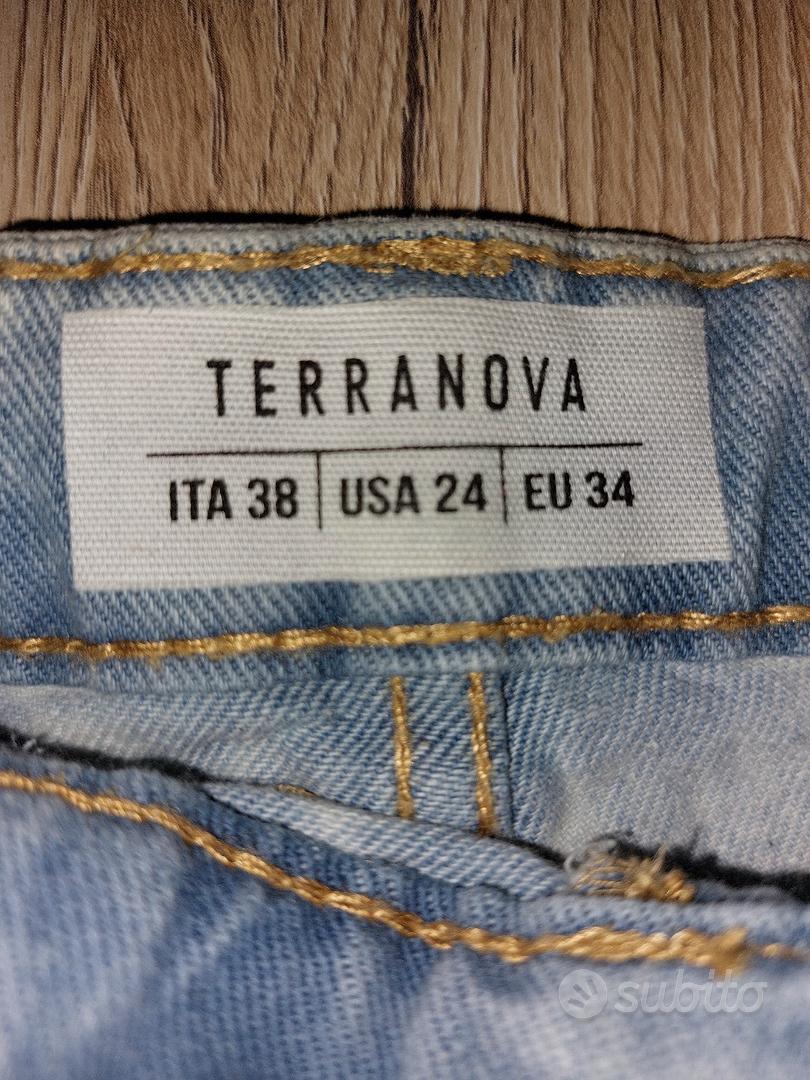 TERRANOVA
ITA 38 | USA 24 | EU 34
subito